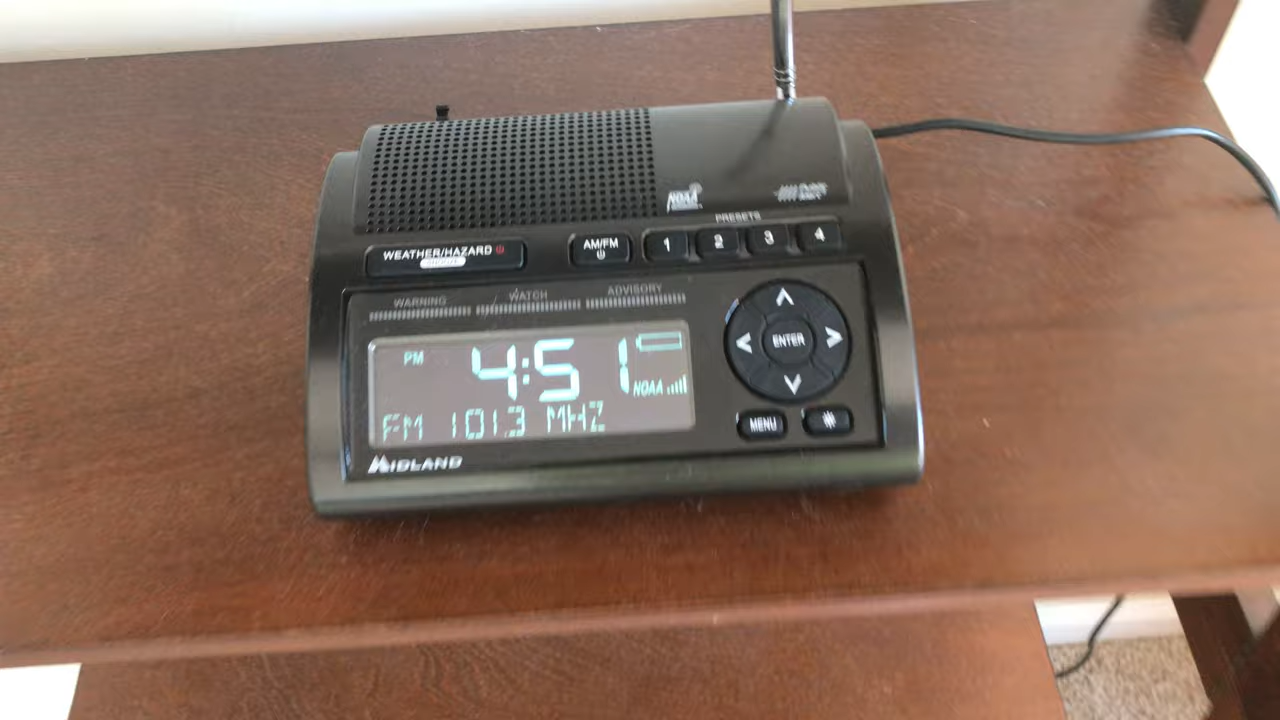 NOAA
PRESETS
WEATHER/HAZARD
AM/FM 1 2 3 4
WARNING WATCH ADVISORY
PM 4:51
NOAA
FM 101.3 MHZ
ENTER
MENU
MIDLAND